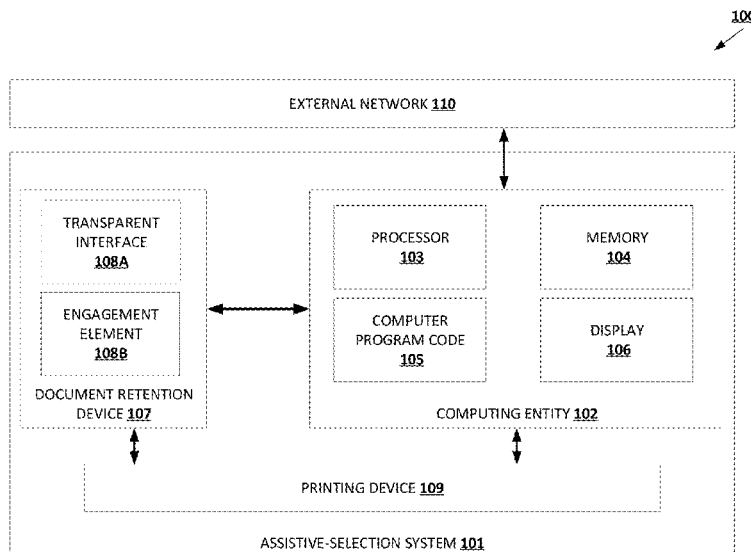 100
EXTERNAL NETWORK 110
TRANSPARENT
INTERFACE
108A
ENGAGEMENT
ELEMENT
108B
DOCUMENT RETENTION
DEVICE 107
PROCESSOR
103
MEMORY
104
COMPUTER
PROGRAM CODE
105
DISPLAY
106
COMPUTING ENTITY 102
PRINTING DEVICE 109
ASSISTIVE-SELECTION SYSTEM 101